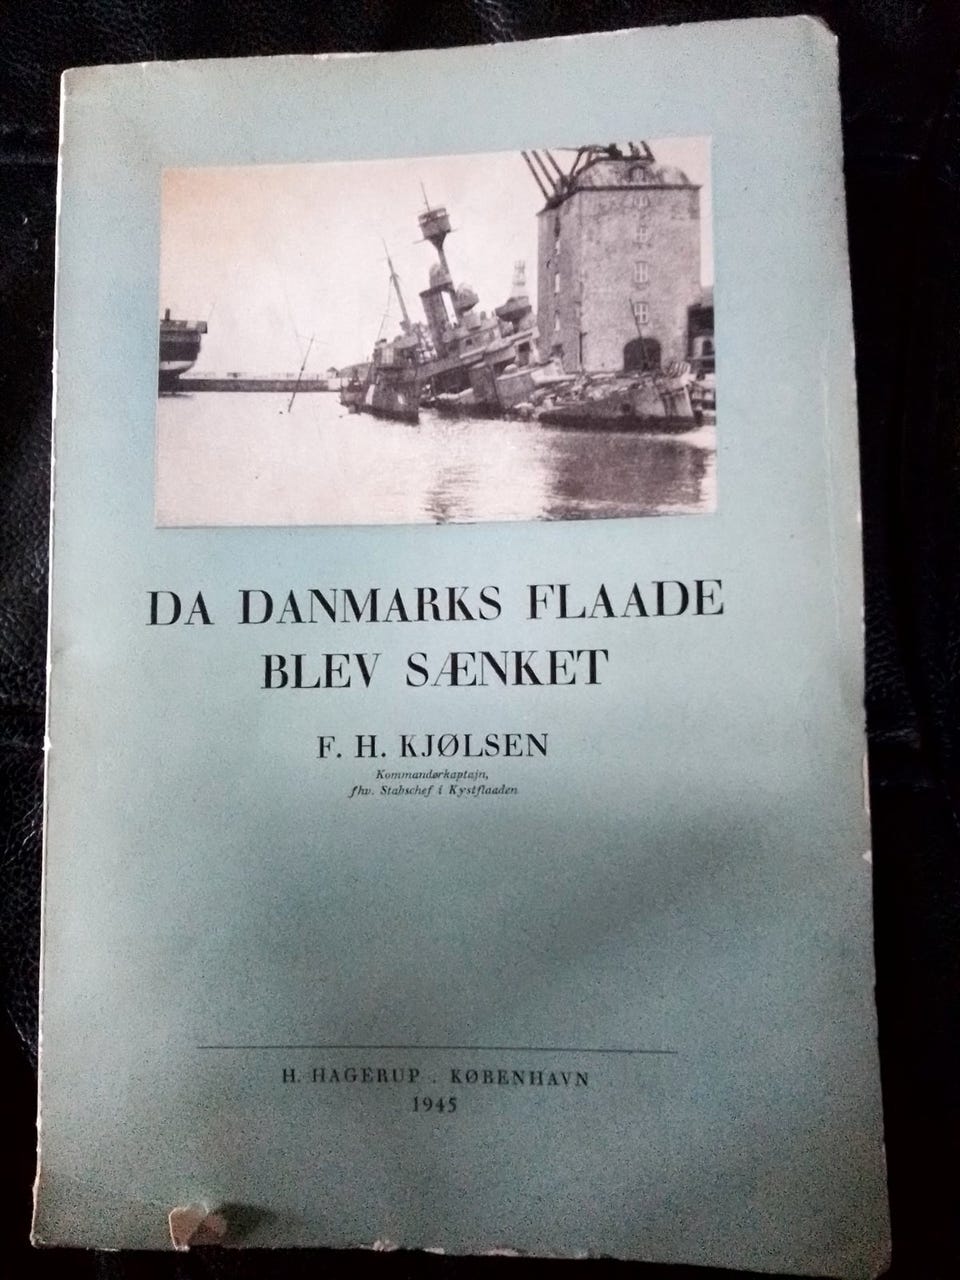 DA DANMARKS FLAADE
BLEV SÆNKET
F. H. KJØLSEN
Kommandørkaptajn,
fhv. Stabschef i Kystflaaden
H. HAGERUP . KØBENHAVN
1945